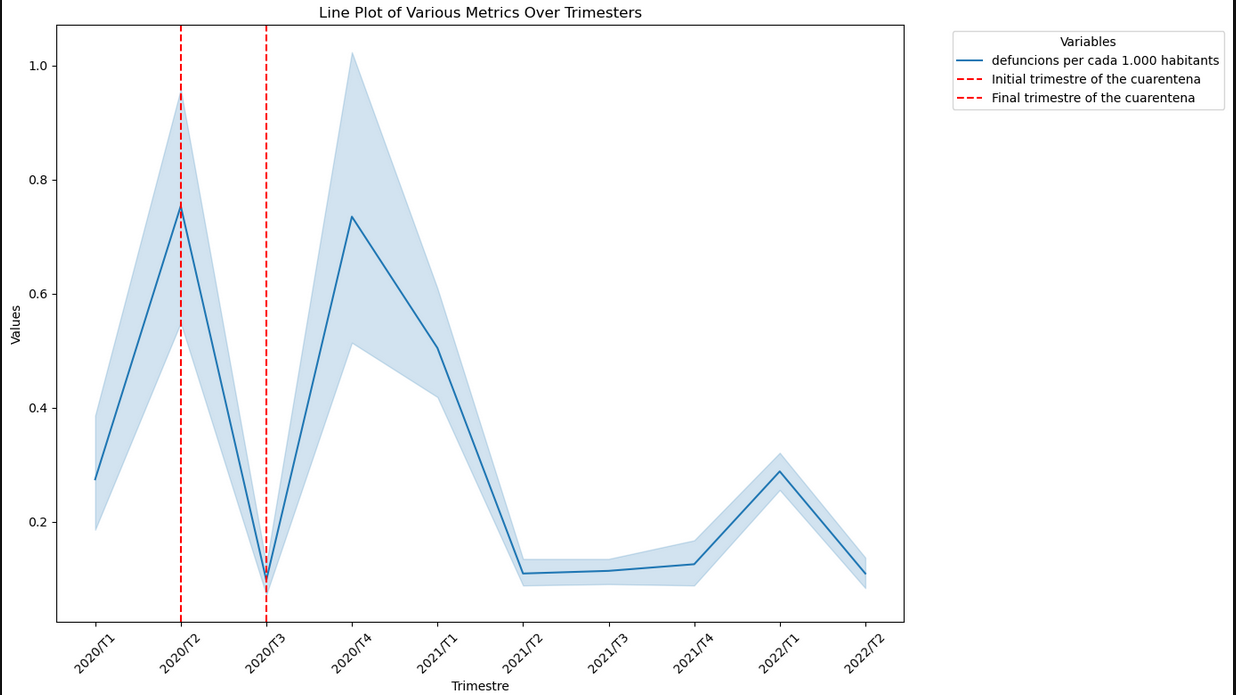 Line Plot of Various Metrics Over Trimesters
Variables
defuncions per cada 1.000 habitants
Initial trimestre of the cuarentena
Final trimestre of the cuarentena
Values
1.0
0.8
0.6
0.4
0.2
2020/T1
2020/T2
2020/T3
2020/T4
2021/T1
2021/T2
2021/T3
2021/T4
2022/T1
2022/T2
Trimestre